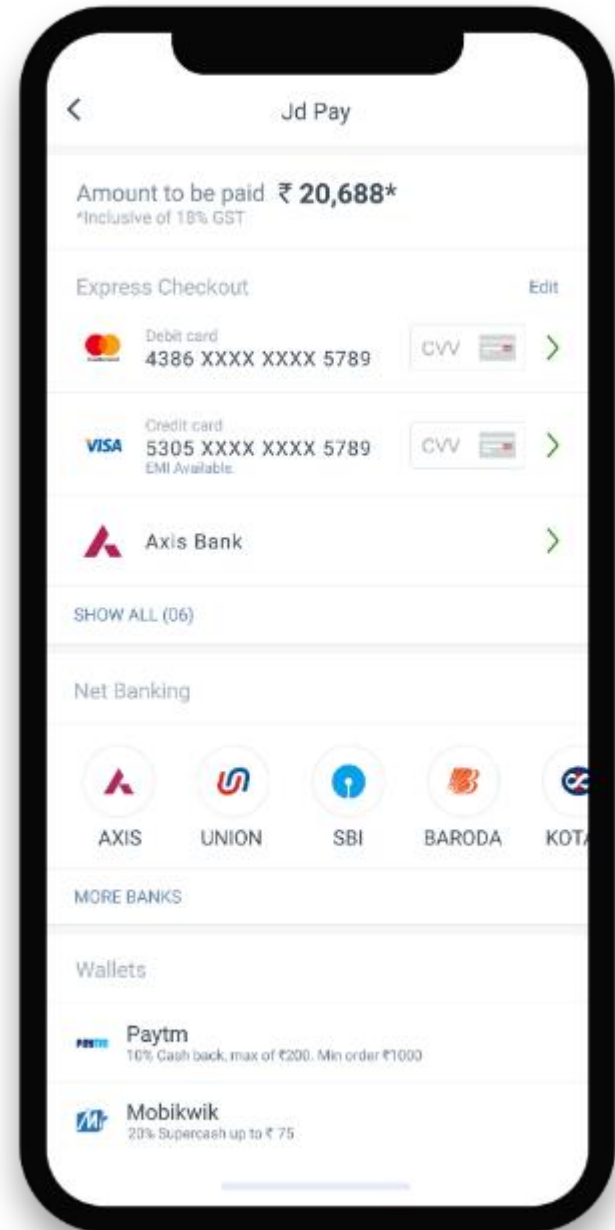 Jd Pay
Amount to be paid ₹ 20,688*
*Inclusive of 18% GST
Express Checkout Edit
Debit card
4386 XXXX XXXX 5789 CVV
VISA Credit card
5305 XXXX XXXX 5789 CVV
EMI Available
Axis Bank
SHOW ALL (06)
Net Banking
AXIS UNION SBI BARODA KOTA
MORE BANKS
Wallets
Paytm Paytm
10% Cash back, max of ₹200. Min order ₹1000
Mobikwik
20% Supercash up to ₹ 75